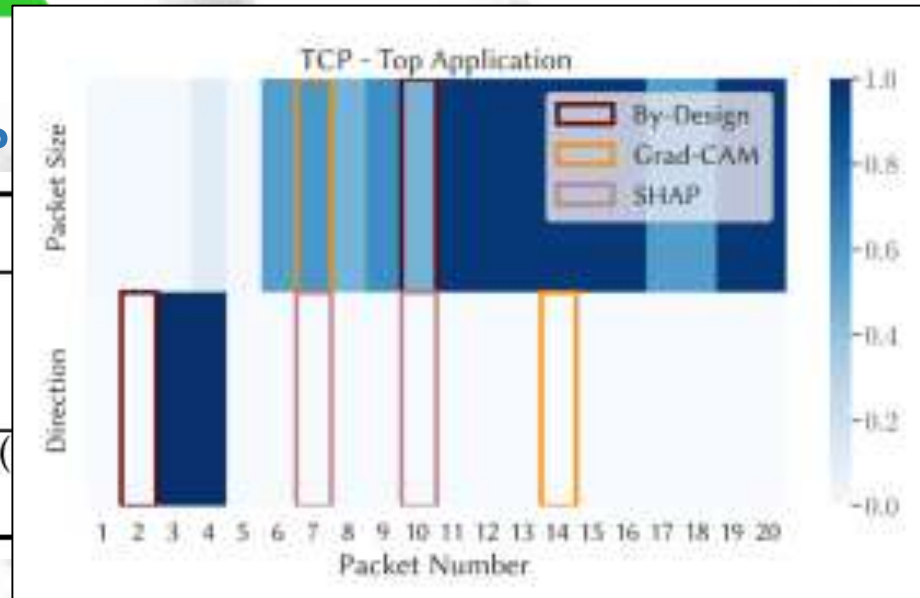 TCP - Top Application
Packet Size
Direction
By-Design
Grad-CAM
SHAP
1.0
0.8
0.6
0.4
0.2
0.0
1 2 3 4 5 6 7 8 9 10 11 12 13 14 15 16 17 18 19 20
Packet Number
(